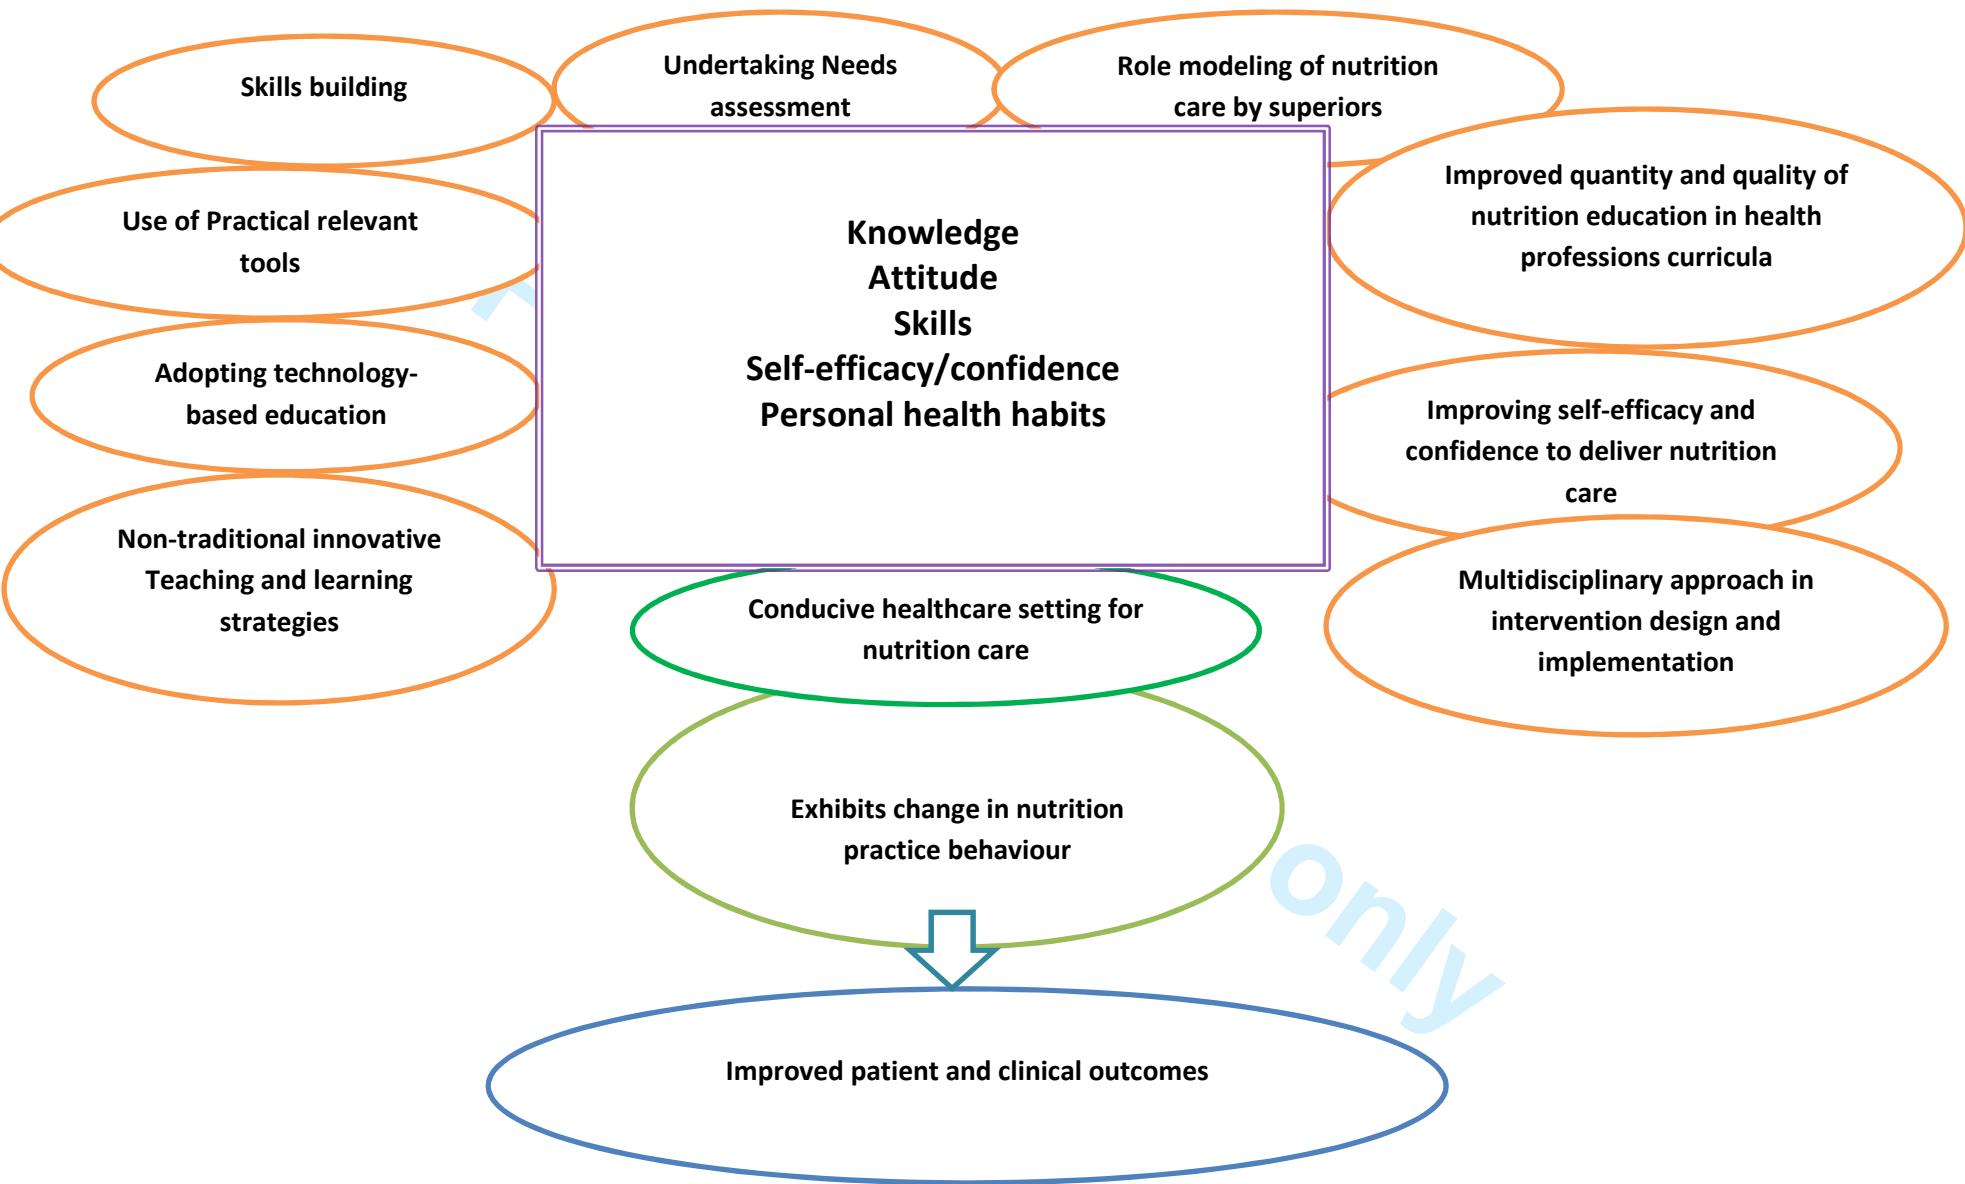 Skills building
Undertaking Needs
assessment
Role modeling of nutrition
care by superiors
Use of Practical relevant
tools
Knowledge
Attitude
Skills
Self-efficacy/confidence
Personal health habits
Improved quantity and quality of
nutrition education in health
professions curricula
Adopting technology-
based education
Improving self-efficacy and
confidence to deliver nutrition
care
Non-traditional innovative
Teaching and learning
strategies
Conducive healthcare setting for
nutrition care
Multidisciplinary approach in
intervention design and
implementation
Exhibits change in nutrition
practice behaviour
only
Improved patient and clinical outcomes